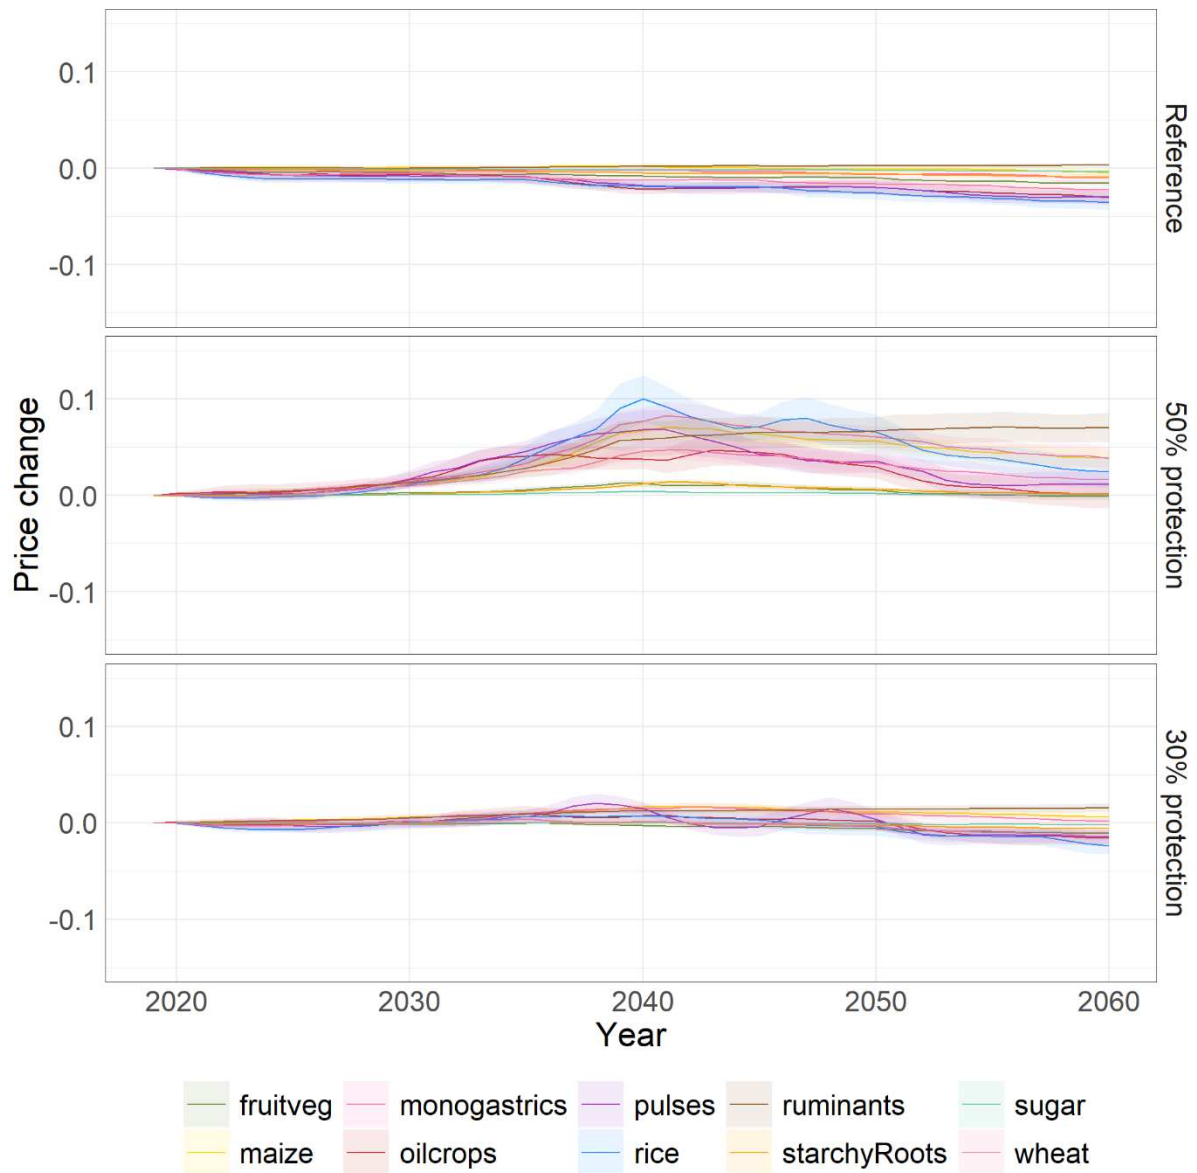 0.1
0.0
-0.1
Reference
0.1
0.0
-0.1
50% protection
0.1
0.0
-0.1
30% protection
Price change
2020 2030 2040 2050 2060
Year
fruitveg monogastrics pulses ruminants sugar
maize oilcrops rice starchyRoots wheat